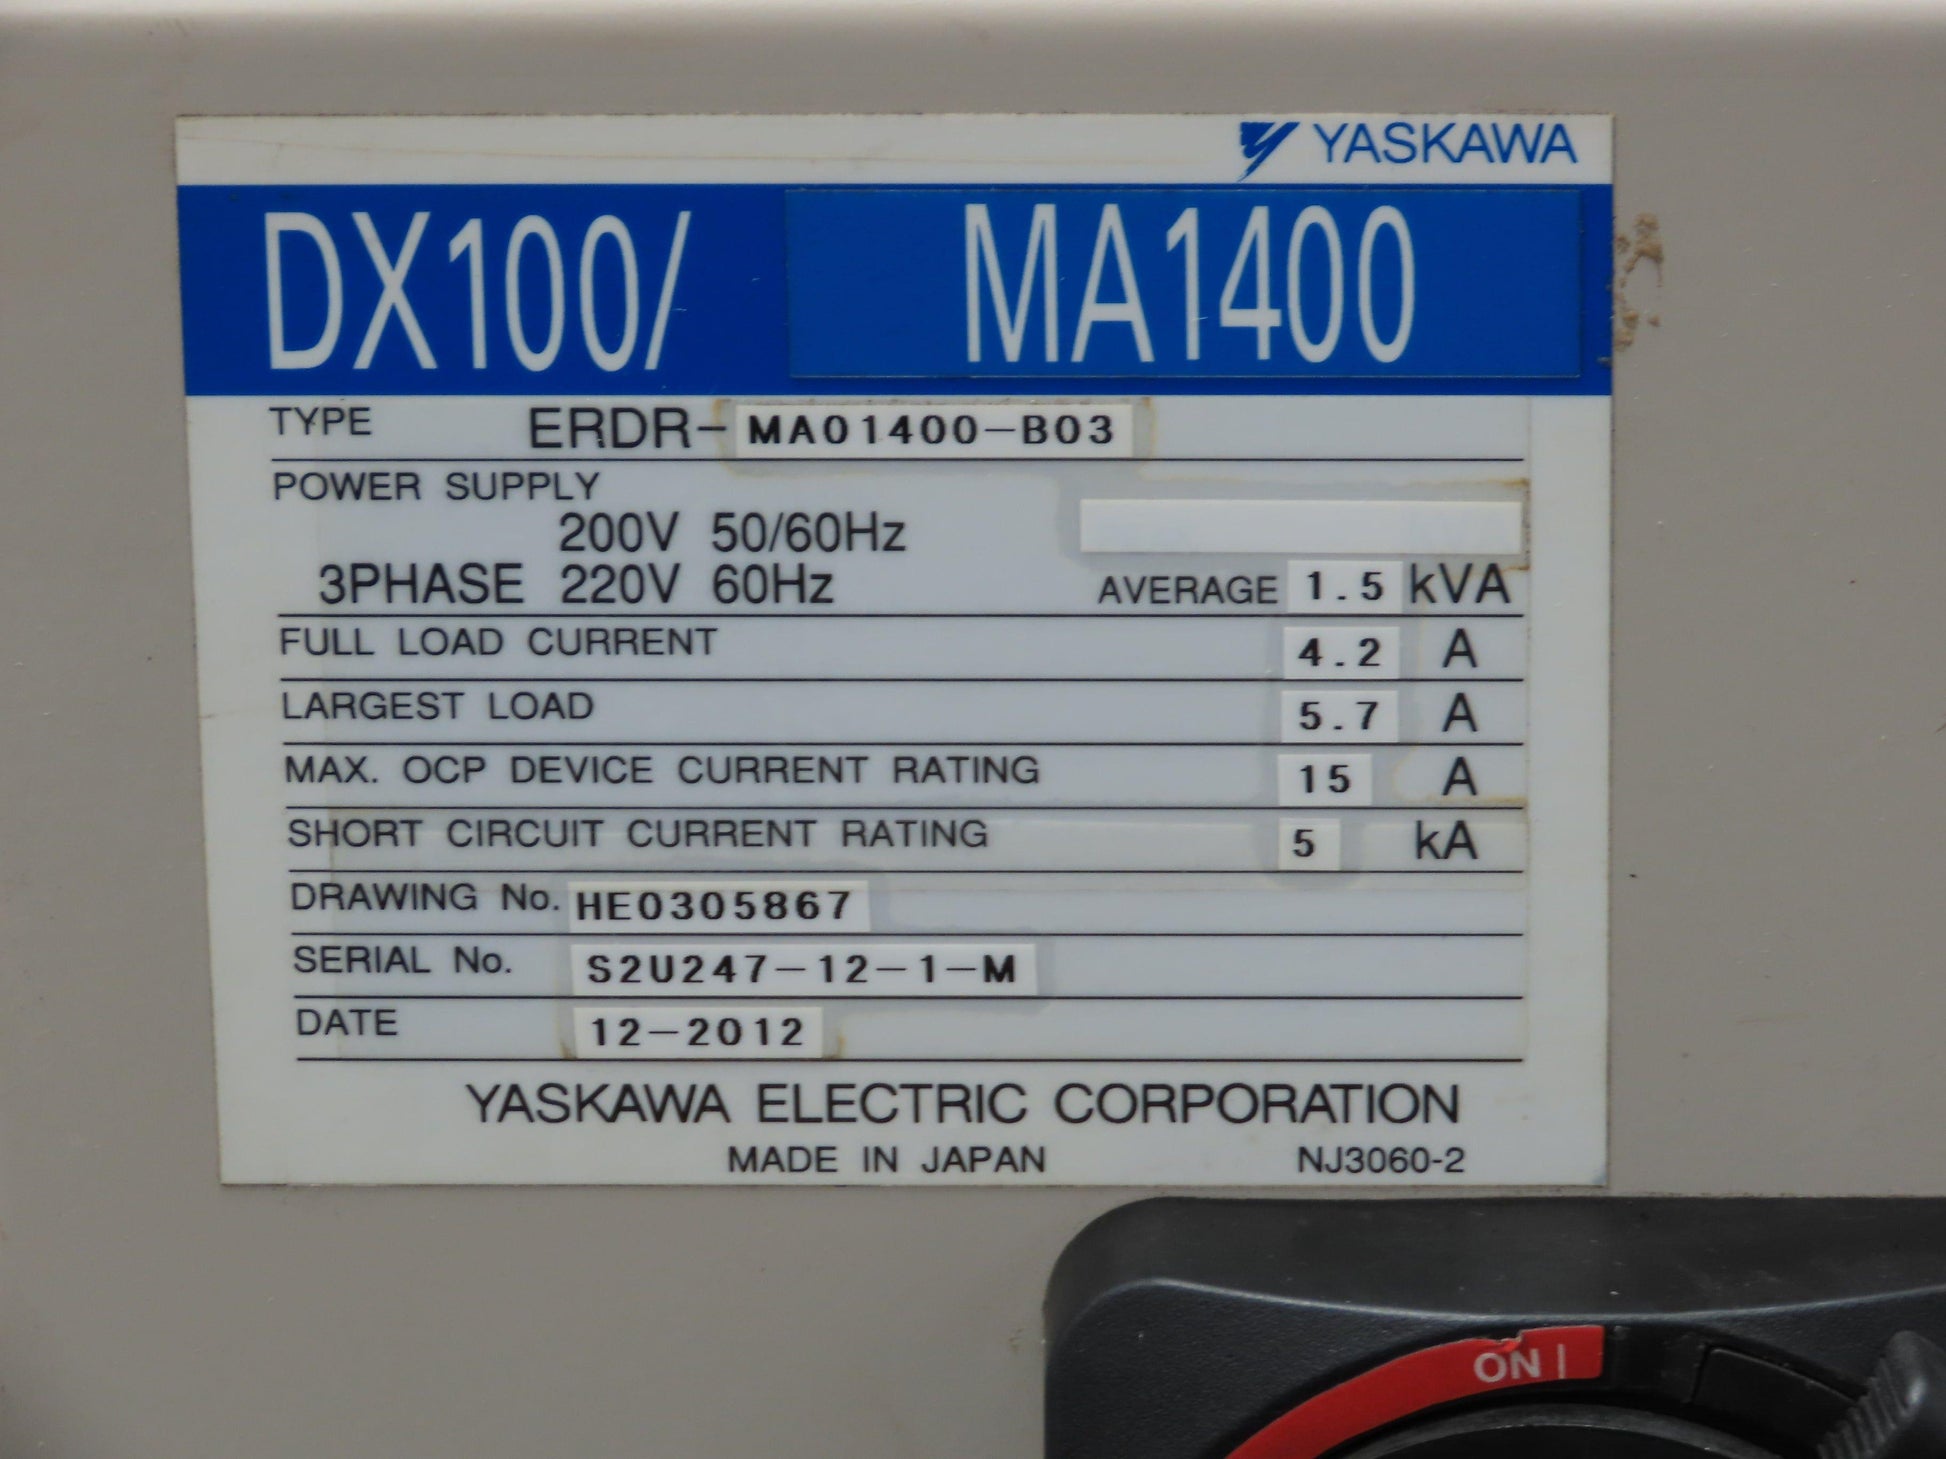 YASKAWA
DX100/ MA1400
TYPE ERDR-MA01400-B03
POWER SUPPLY
200V 50/60Hz
3PHASE 220V 60Hz AVERAGE 1.5 kVA
FULL LOAD CURRENT 4.2 A
LARGEST LOAD 5.7 A
MAX. OCP DEVICE CURRENT RATING 15 A
SHORT CIRCUIT CURRENT RATING 5 kA
DRAWING No. HE0305867
SERIAL No. S2U247-12-1-M
DATE 12-2012
YASKAWA ELECTRIC CORPORATION
MADE IN JAPAN NJ3060-2
ON |